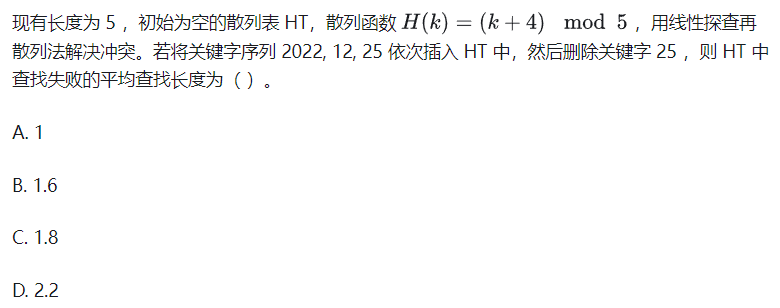 现有长度为 5 ，初始为空的散列表 HT，散列函数 H(k) = (k + 4) mod 5 ，用线性探查再
散列法解决冲突。若将关键字序列 2022, 12, 25 依次插入 HT 中，然后删除关键字 25 ，则 HT 中
查找失败的平均查找长度为（ ）。
A. 1
B. 1.6
C. 1.8
D. 2.2